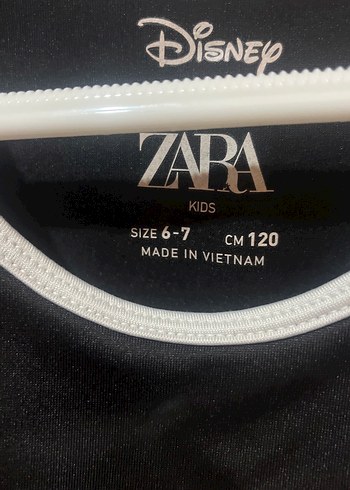 Disney
ZARA
KIDS
SIZE 6-7 CM 120
MADE IN VIETNAM